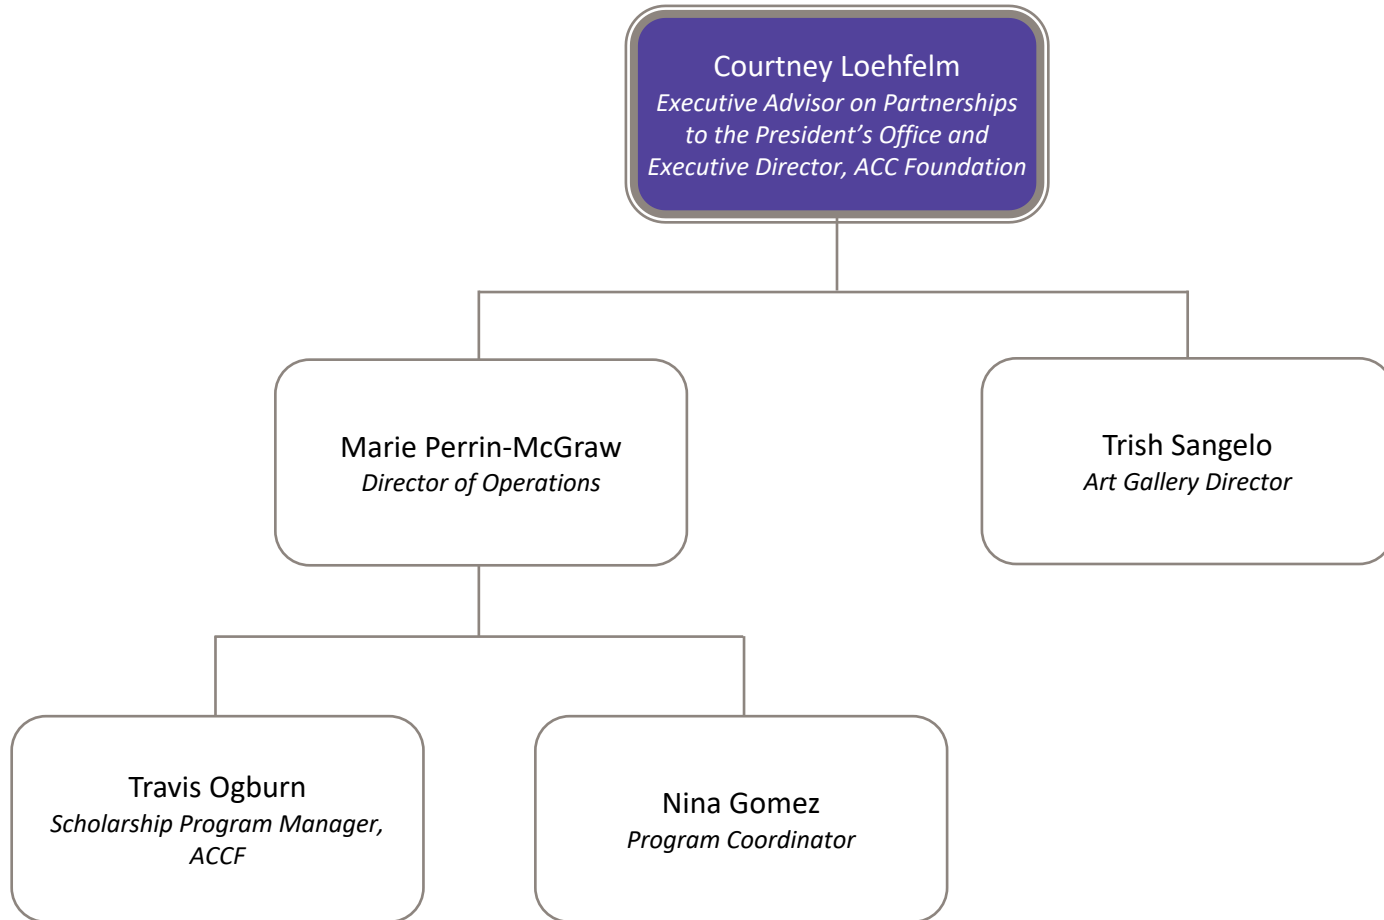 Courtney Loehfelm
Executive Advisor on Partnerships
to the President’s Office and
Executive Director, ACC Foundation
Marie Perrin-McGraw
Director of Operations
Trish Sangelo
Art Gallery Director
Travis Ogburn
Scholarship Program Manager,
ACCF
Nina Gomez
Program Coordinator